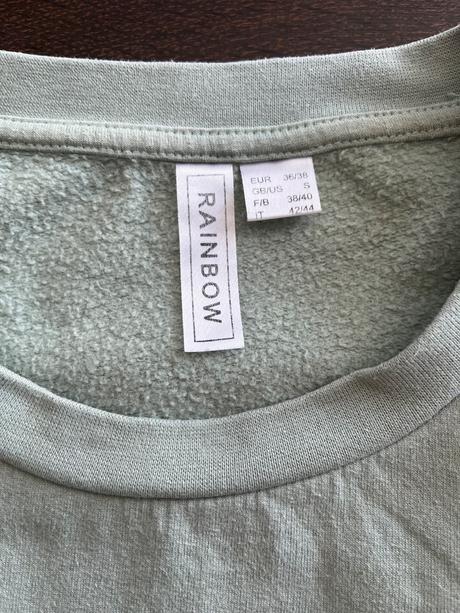 RAINBOW
EUR 36/38
GB/US S
F/B 38/40
IT 42/44